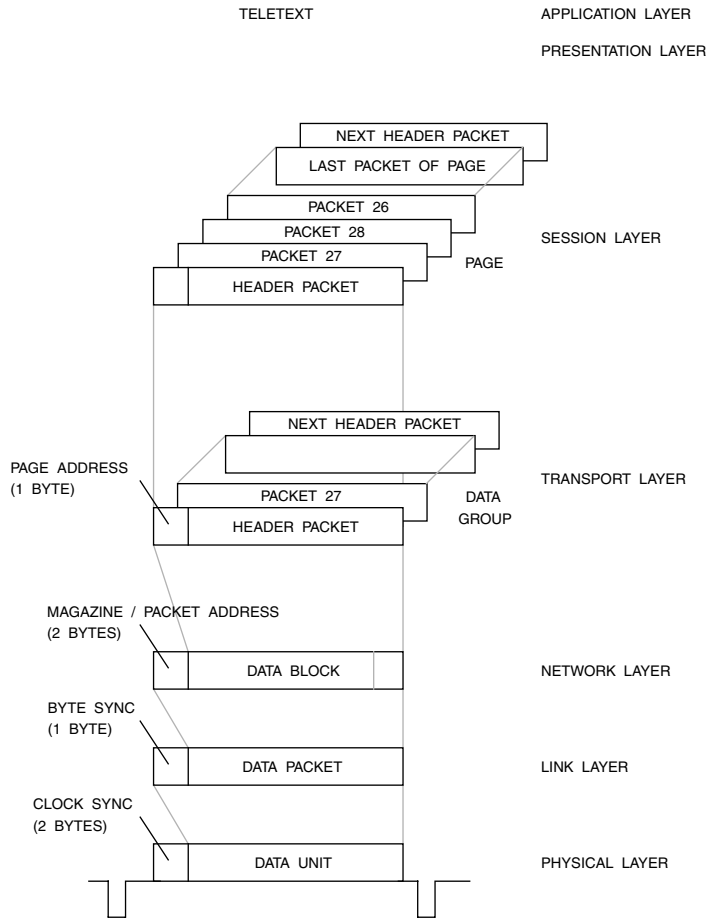 TELETEXT
APPLICATION LAYER
PRESENTATION LAYER
NEXT HEADER PACKET
LAST PACKET OF PAGE
PACKET 26
PACKET 28
SESSION LAYER
PACKET 27
PAGE
HEADER PACKET
NEXT HEADER PACKET
PAGE ADDRESS
(1 BYTE)
TRANSPORT LAYER
PACKET 27
DATA
GROUP
HEADER PACKET
MAGAZINE / PACKET ADDRESS
(2 BYTES)
DATA BLOCK
NETWORK LAYER
BYTE SYNC
(1 BYTE)
DATA PACKET
LINK LAYER
CLOCK SYNC
(2 BYTES)
DATA UNIT
PHYSICAL LAYER